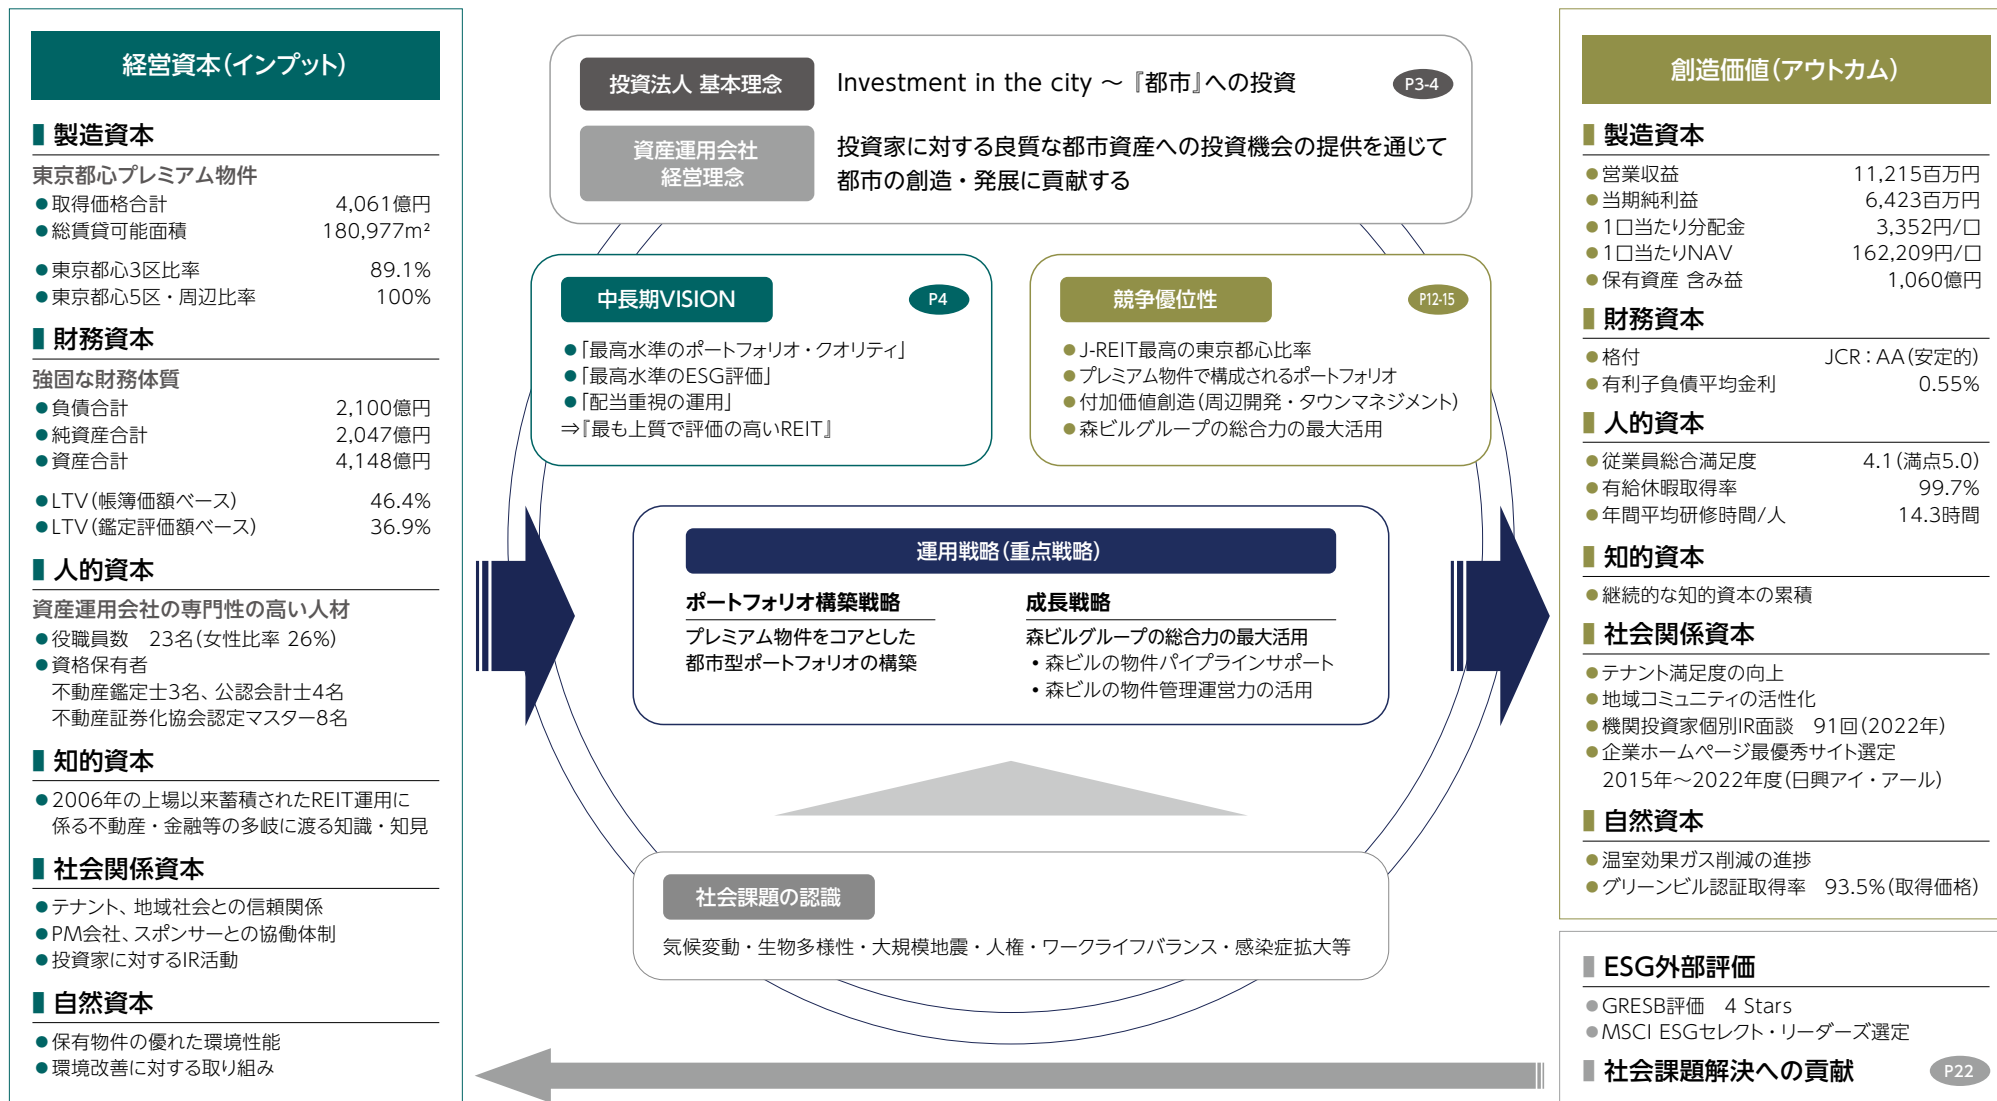 経営資本(インプット)
製造資本
東京都心プレミアム物件
●取得価格合計 4,061億円
●総賃貸可能面積 180,977m²
●東京都心3区比率 89.1%
●東京都心5区・周辺比率 100%
財務資本
強固な財務体質
●負債合計 2,100億円
●純資産合計 2,047億円
●資産合計 4,148億円
●LTV(帳簿価額ベース) 46.4%
●LTV(鑑定評価額ベース) 36.9%
人的資本
資産運用会社の専門性の高い人材
●役職員数 23名(女性比率 26%)
●資格保有者
不動産鑑定士3名、公認会計士4名
不動産証券化協会認定マスター8名
知的資本
●2006年の上場以来蓄積されたREIT運用に
係る不動産・金融等の多岐に渡る知識・知見
社会関係資本
●テナント、地域社会との信頼関係
●PM会社、スポンサーとの協働体制
●投資家に対するIR活動
自然資本
●保有物件の優れた環境性能
●環境改善に対する取り組み
投資法人 基本理念
Investment in the city ～『都市』への投資
P3-4
資産運用会社
経営理念
投資家に対する良質な都市資産への投資機会の提供を通じて
都市の創造・発展に貢献する
中長期VISION
P4
●「最高水準のポートフォリオ・クオリティ」
●「最高水準のESG評価」
●「配当重視の運用」
⇒『最も上質で評価の高いREIT』
競争優位性
P12-15
●J-REIT最高の東京都心比率
●プレミアム物件で構成されるポートフォリオ
●付加価値創造(周辺開発・タウンマネジメント)
●森ビルグループの総合力の最大活用
運用戦略(重点戦略)
ポートフォリオ構築戦略
プレミアム物件をコアとした
都市型ポートフォリオの構築
成長戦略
森ビルグループの総合力の最大活用
・森ビルの物件パイプラインサポート
・森ビルの物件管理運営力の活用
社会課題の認識
気候変動・生物多様性・大規模地震・人権・ワークライフバランス・感染症拡大等
創造価値(アウトカム)
製造資本
●営業収益 11,215百万円
●当期純利益 6,423百万円
●1口当たり分配金 3,352円/口
●1口当たりNAV 162,209円/口
●保有資産 含み益 1,060億円
財務資本
●格付 JCR：AA(安定的)
●有利子負債平均金利 0.55%
人的資本
●従業員総合満足度 4.1(満点5.0)
●有給休暇取得率 99.7%
●年間平均研修時間/人 14.3時間
知的資本
●継続的な知的資本の累積
社会関係資本
●テナント満足度の向上
●地域コミュニティの活性化
●機関投資家個別IR面談 91回(2022年)
●企業ホームページ最優秀サイト選定
2015年～2022年度(日興アイ・アール)
自然資本
●温室効果ガス削減の進捗
●グリーンビル認証取得率 93.5%(取得価格)
ESG外部評価
●GRESB評価 4 Stars
●MSCI ESGセレクト・リーダーズ選定
社会課題解決への貢献
P22